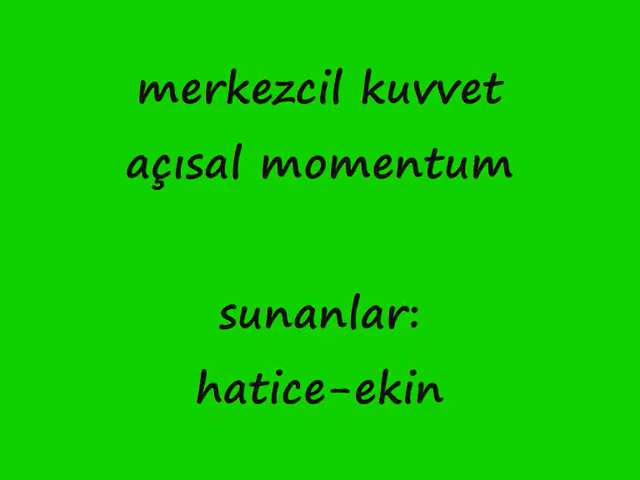 merkezcil kuvvet
açısal momentum
sunanlar:
hatice-ekin